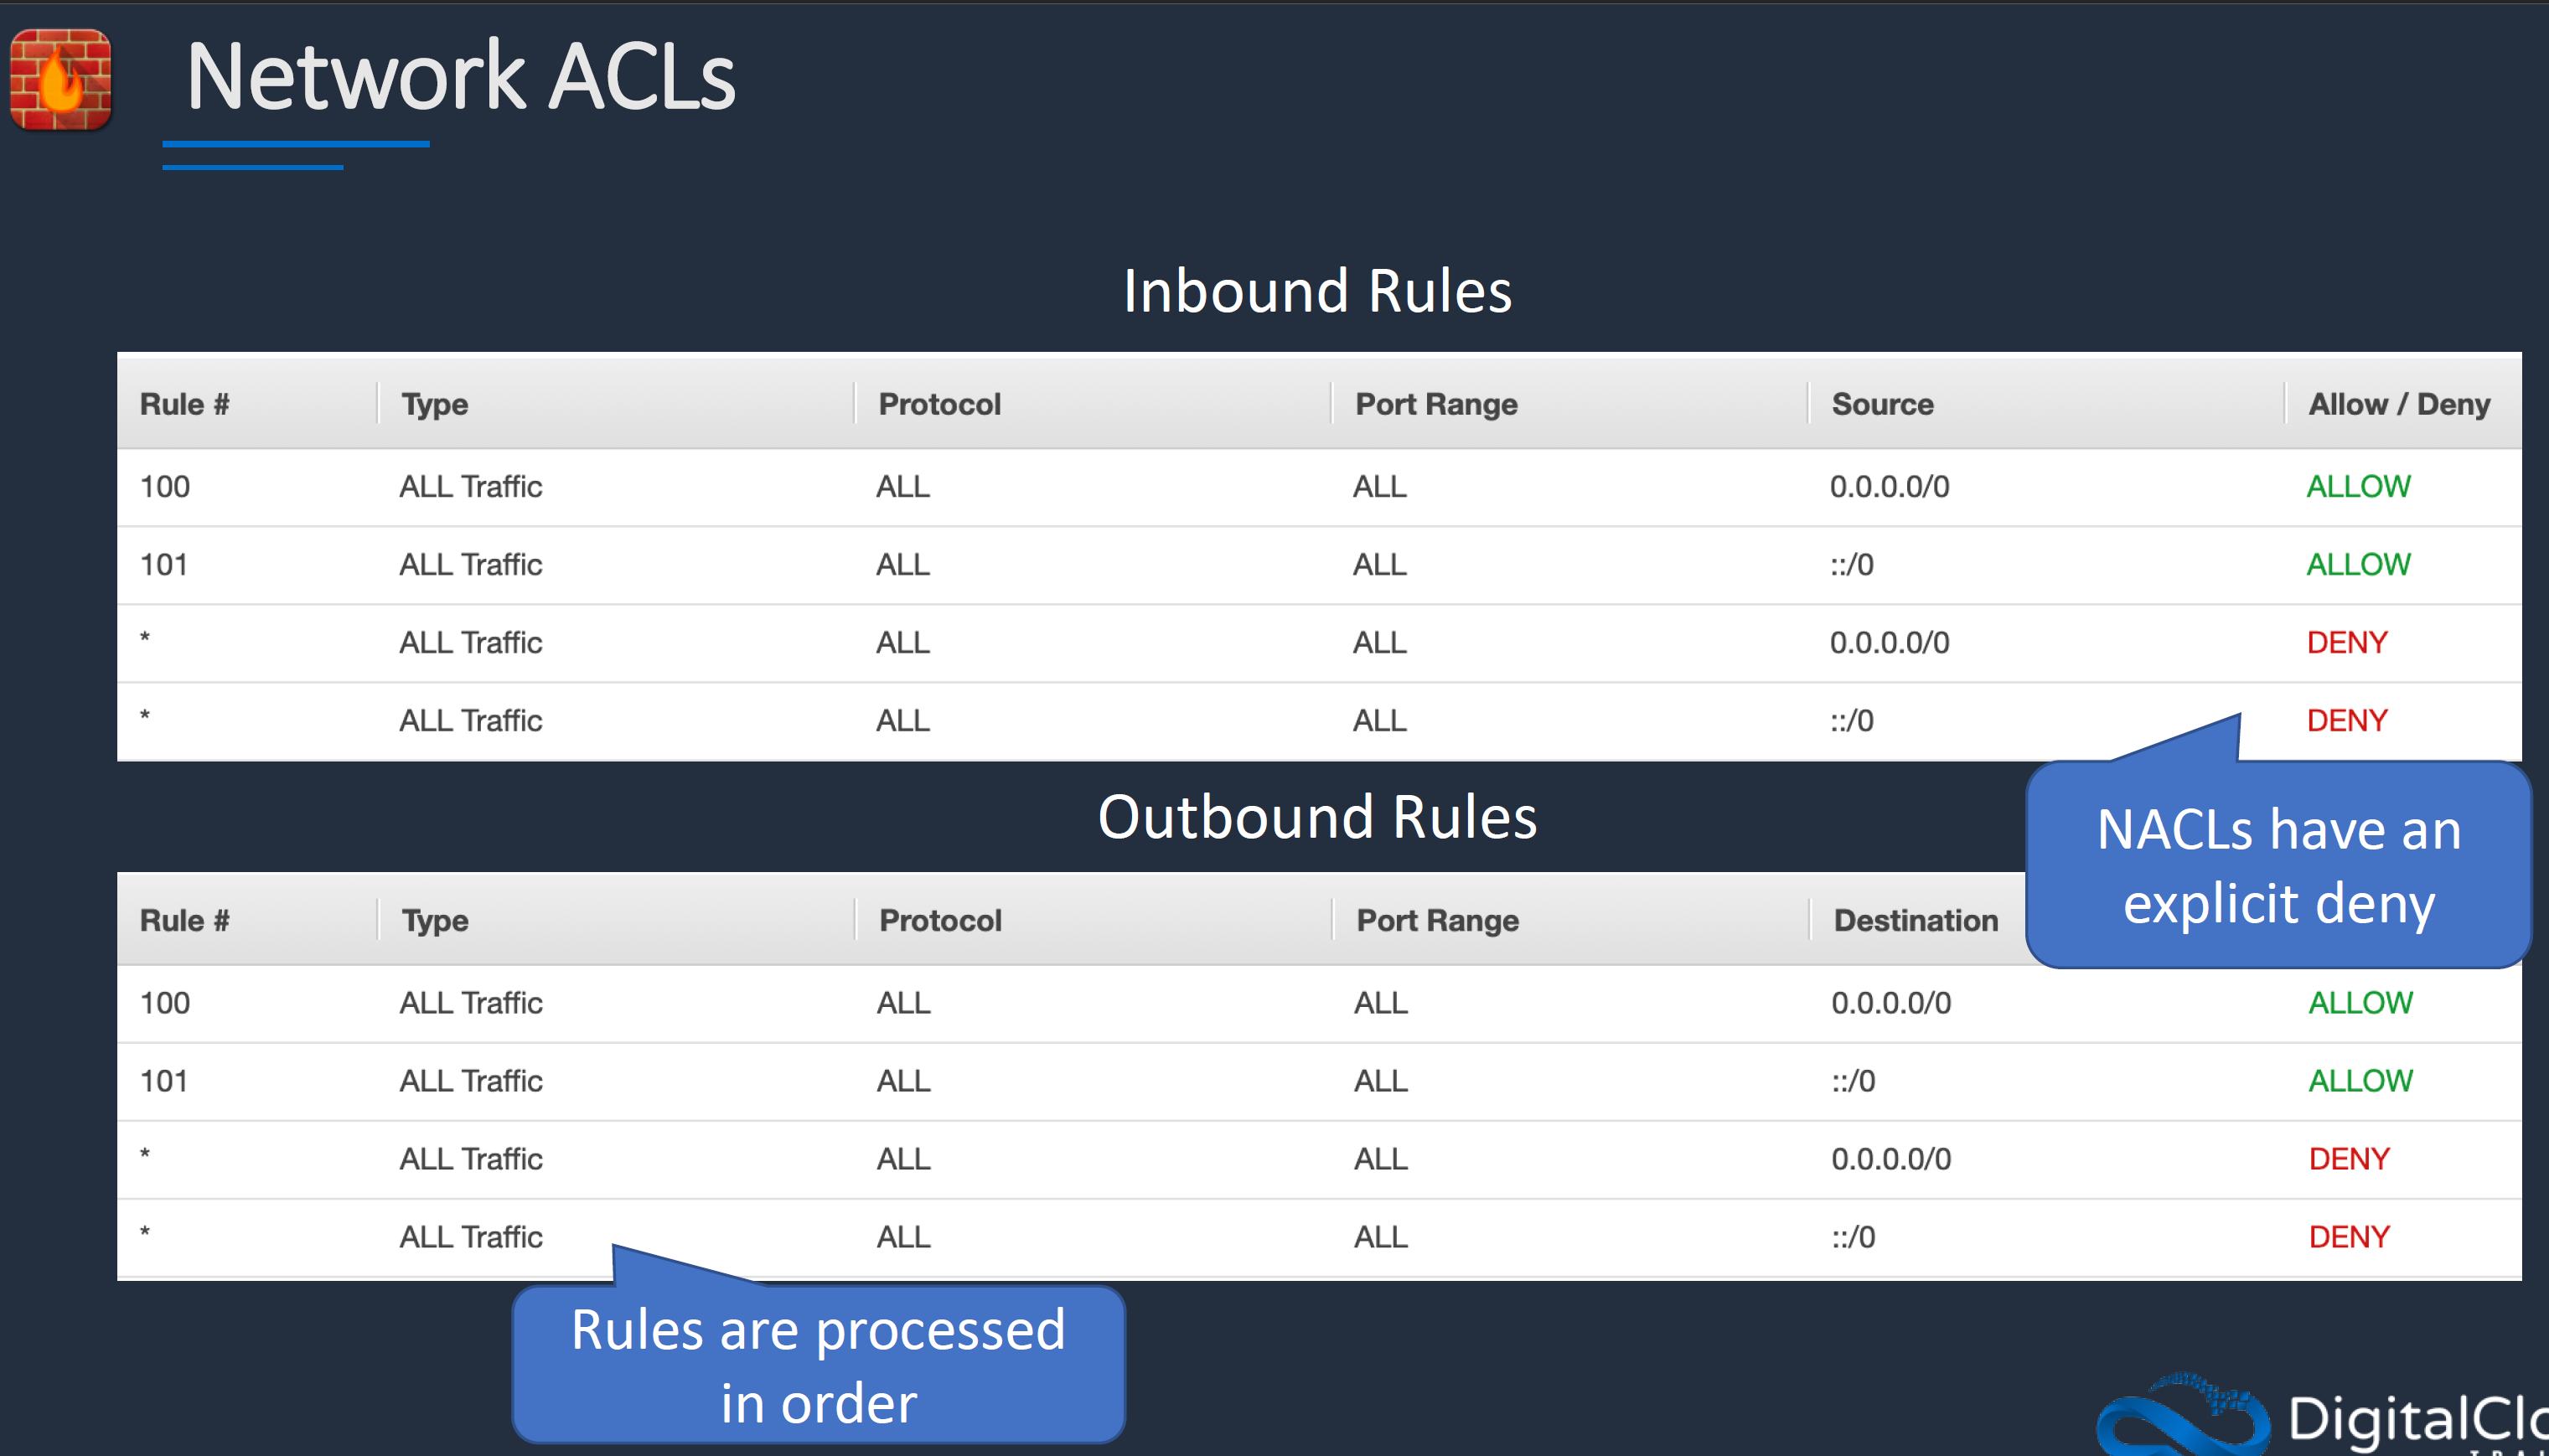 Network ACLs
Inbound Rules
Rule # Type Protocol Port Range Source Allow / Deny
100 ALL Traffic ALL ALL 0.0.0.0/0 ALLOW
101 ALL Traffic ALL ALL ::/0 ALLOW
* ALL Traffic ALL ALL 0.0.0.0/0 DENY
* ALL Traffic ALL ALL ::/0 DENY
NACLs have an
explicit deny
Outbound Rules
Rule # Type Protocol Port Range Destination
100 ALL Traffic ALL ALL 0.0.0.0/0 ALLOW
101 ALL Traffic ALL ALL ::/0 ALLOW
* ALL Traffic ALL ALL 0.0.0.0/0 DENY
* ALL Traffic ALL ALL ::/0 DENY
Rules are processed
in order